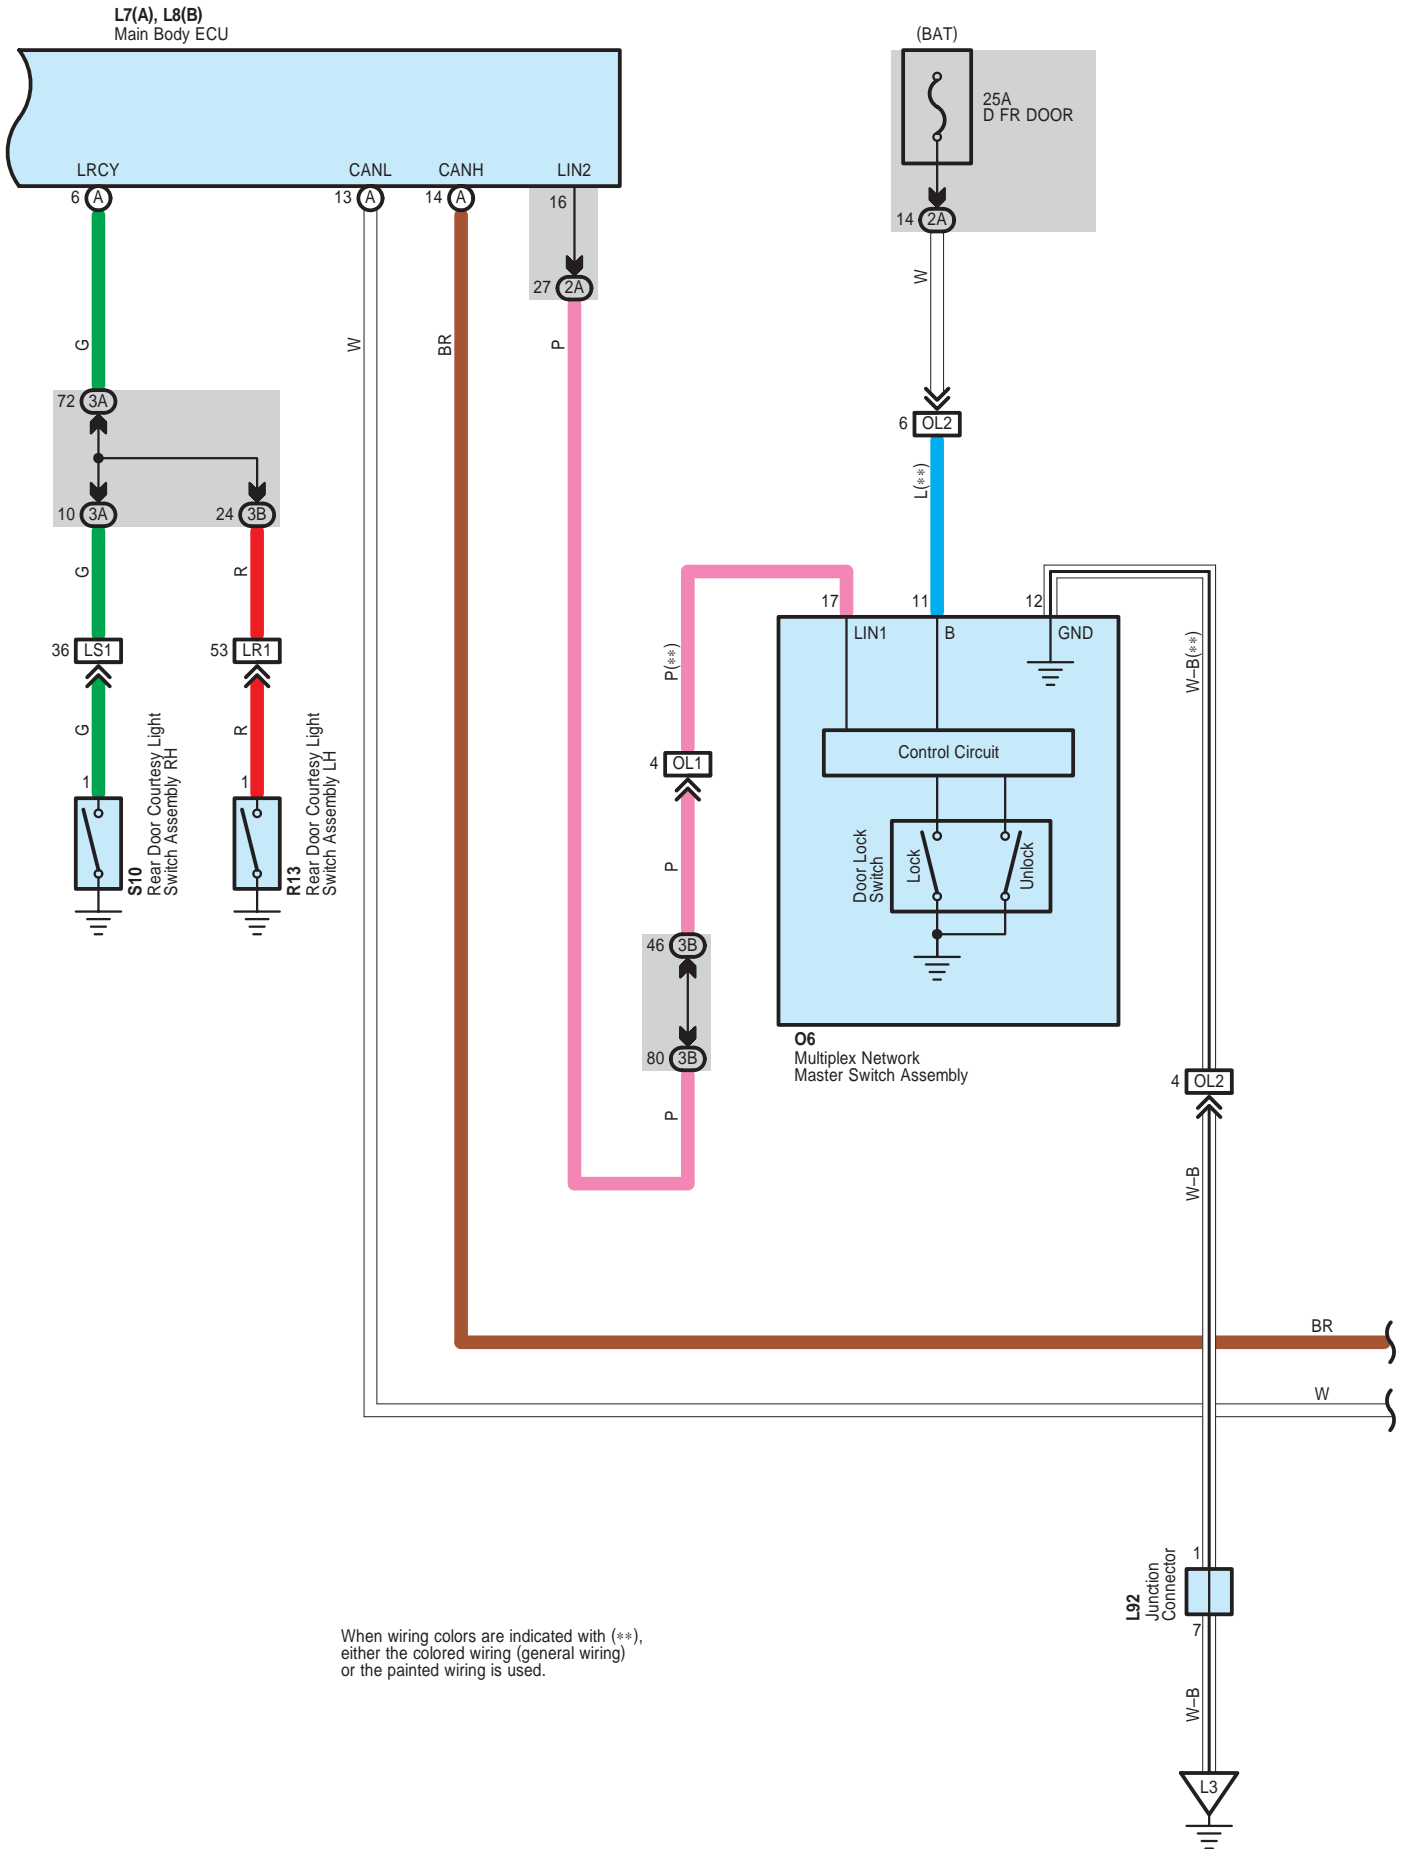 L7(A), L8(B)
Main Body ECU
(BAT)
25A
D FR DOOR
LRCY
CANL
CANH
LIN2
6
A
13
A
14
A
16
14
2A
27
2A
W
G
W
BR
P
72
3A
6
OL2
L(**)
10
3A
24
3B
G
R
17
11
12
LIN1
B
GND
36
LS1
53
LR1
P(**)
W–B(**)
G
R
4
OL1
Control Circuit
1
1
S10
Rear Door Courtesy Light
Switch Assembly RH
R13
Rear Door Courtesy Light
Switch Assembly LH
P
Door Lock
Switch
Lock
Unlock
46
3B
80
3B
O6
Multiplex Network
Master Switch Assembly
4
OL2
P
W–B
BR
W
1
L92
Junction
Connector
7
When wiring colors are indicated with (**),
either the colored wiring (general wiring)
or the painted wiring is used.
W–B
L3